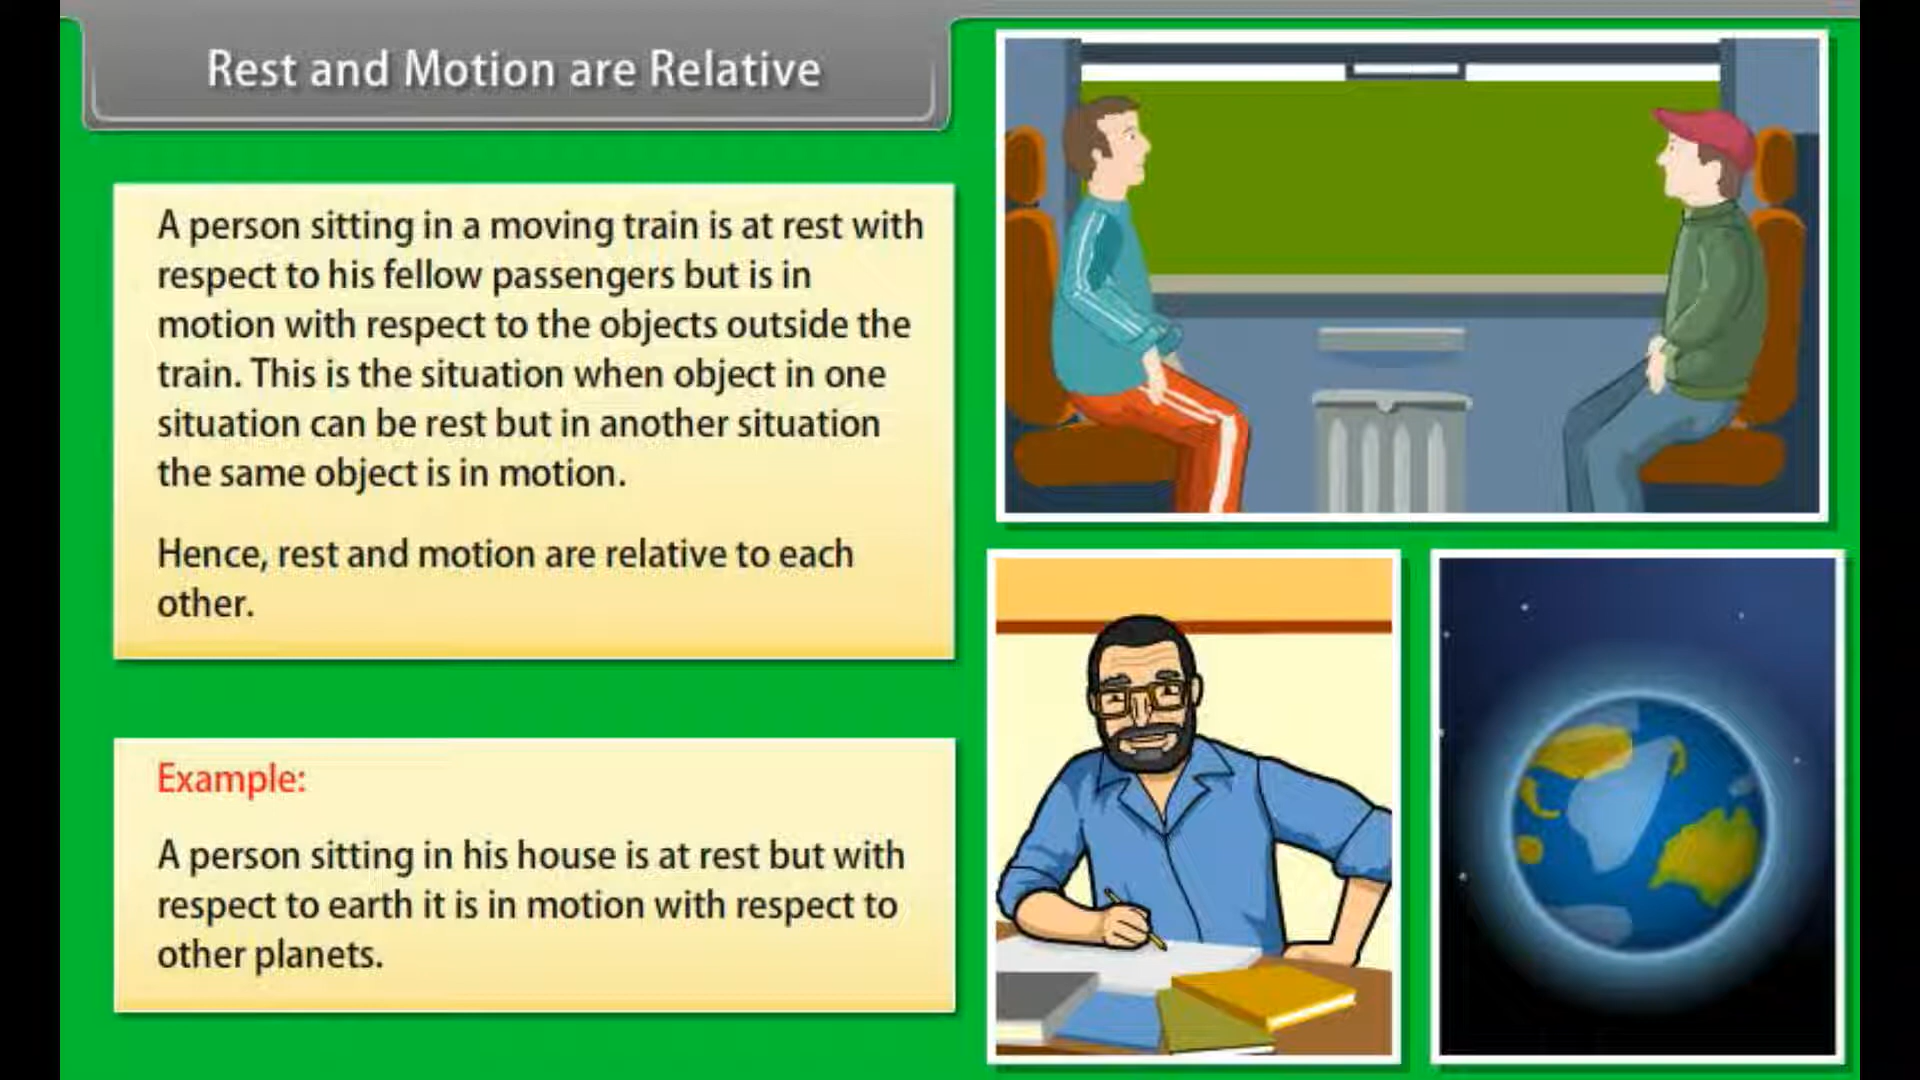 Rest and Motion are Relative
A person sitting in a moving train is at rest with
respect to his fellow passengers but is in
motion with respect to the objects outside the
train. This is the situation when object in one
situation can be rest but in another situation
the same object is in motion.
Hence, rest and motion are relative to each
other.
Example:
A person sitting in his house is at rest but with
respect to earth it is in motion with respect to
other planets.